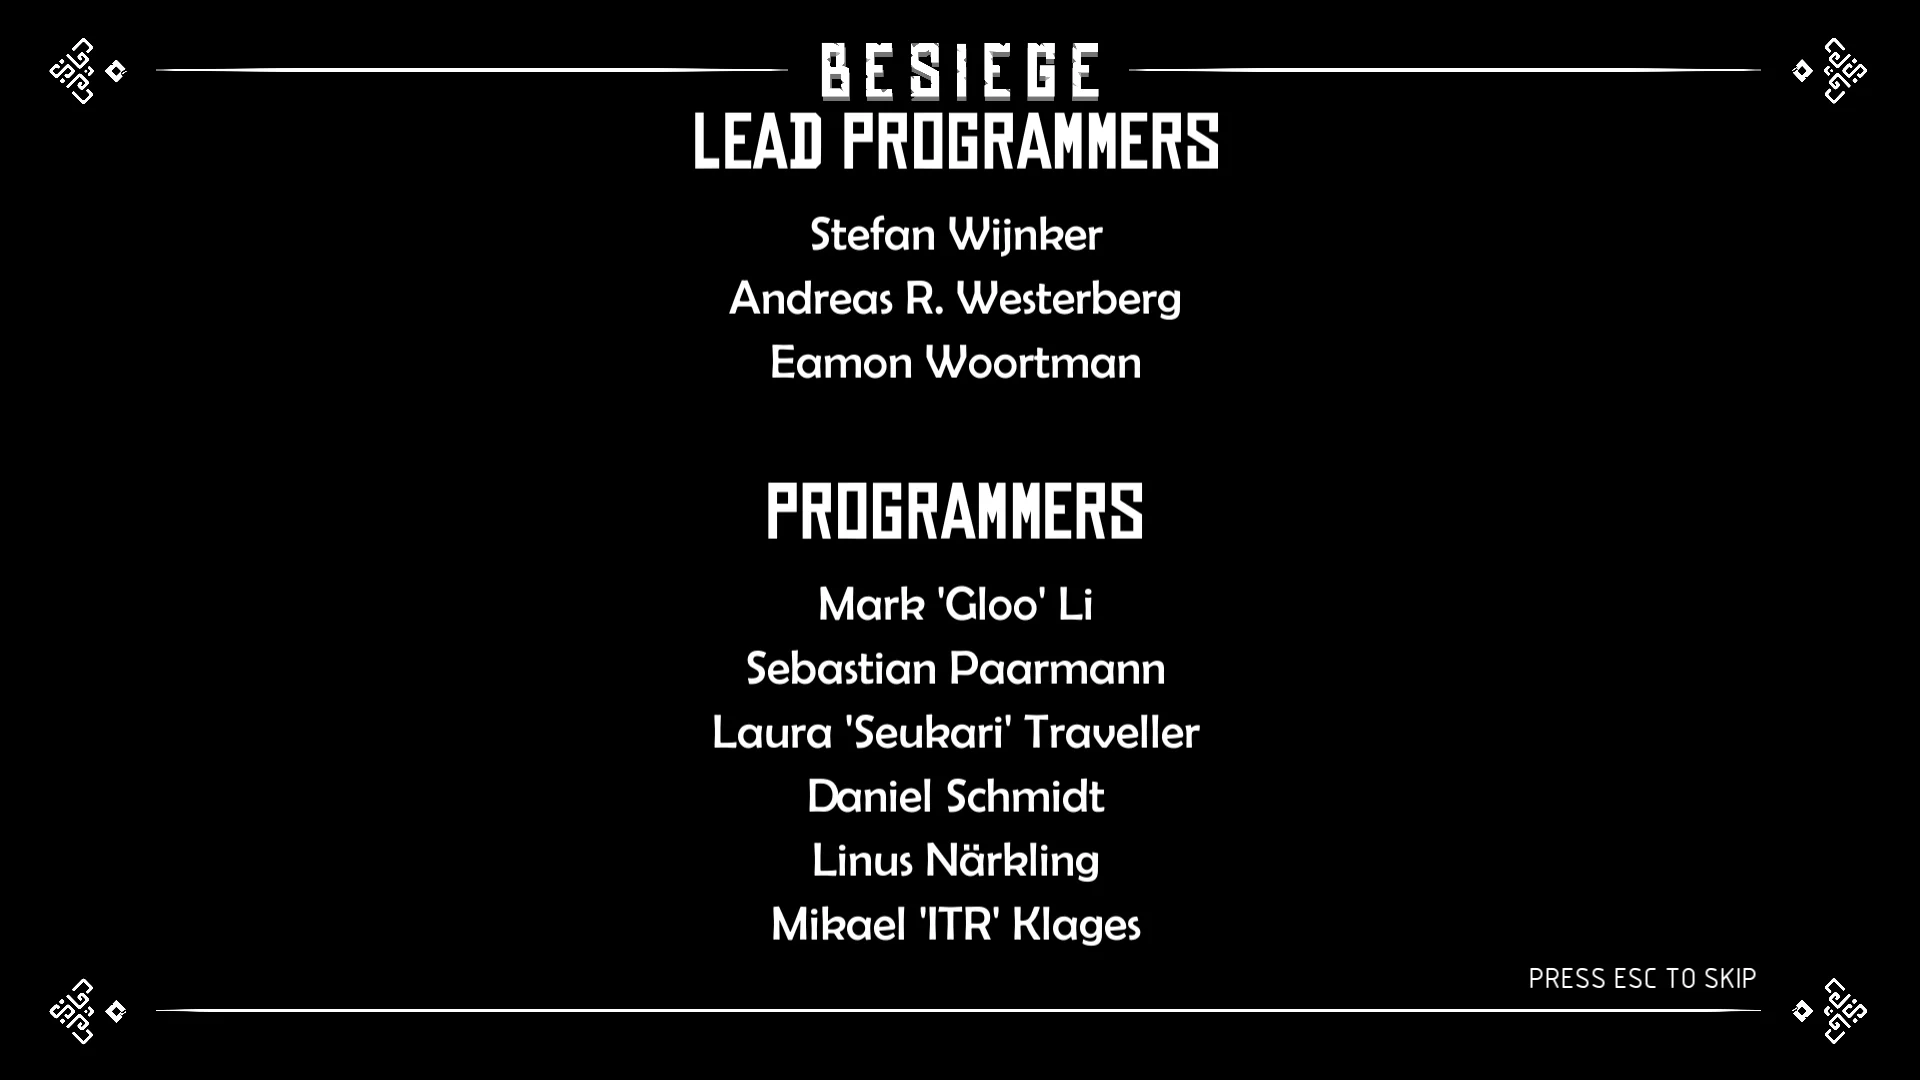 BESIEGE
LEAD PROGRAMMERS
Stefan Wijnker
Andreas R. Westerberg
Eamon Woortman
PROGRAMMERS
Mark 'Gloo' Li
Sebastian Paarmann
Laura 'Seukari' Traveller
Daniel Schmidt
Linus Närkling
Mikael 'ITR' Klages
PRESS ESC TO SKIP